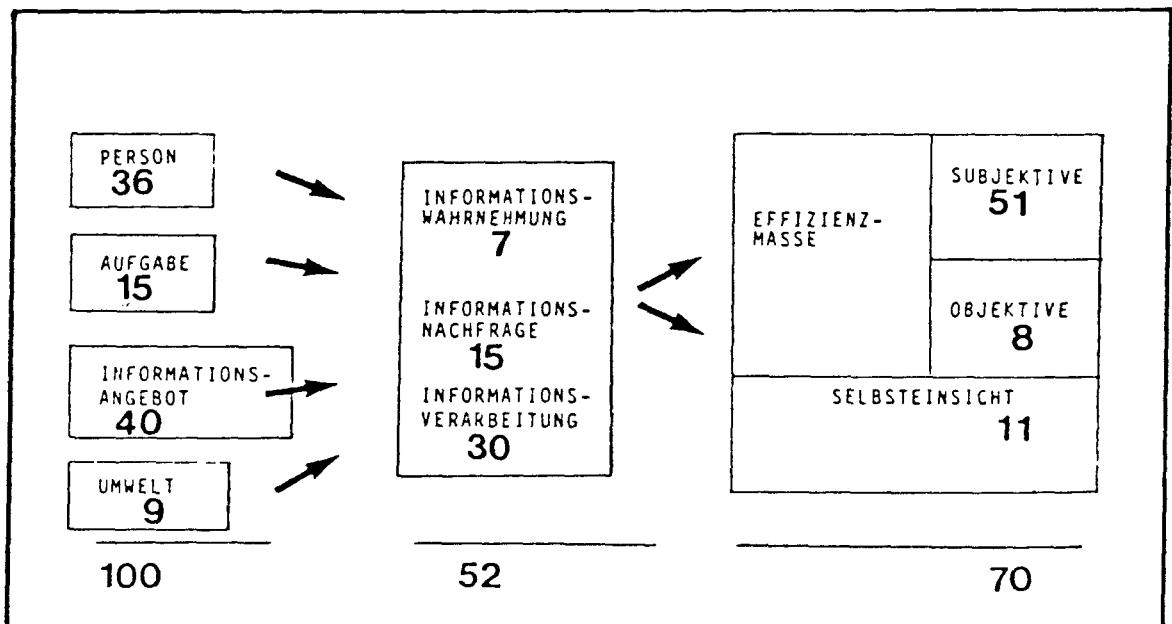 PERSON
36
AUFGABE
15
INFORMATIONS-
ANGEBOT
40
UMWELT
9
100
INFORMATIONS-
WAHRNEHMUNG
7
INFORMATIONS-
NACHFRAGE
15
INFORMATIONS-
VERARBEITUNG
30
52
EFFIZIENZ-
MASSE
SUBJEKTIVE
51
OBJEKTIVE
8
SELBSTEINSICHT
11
70